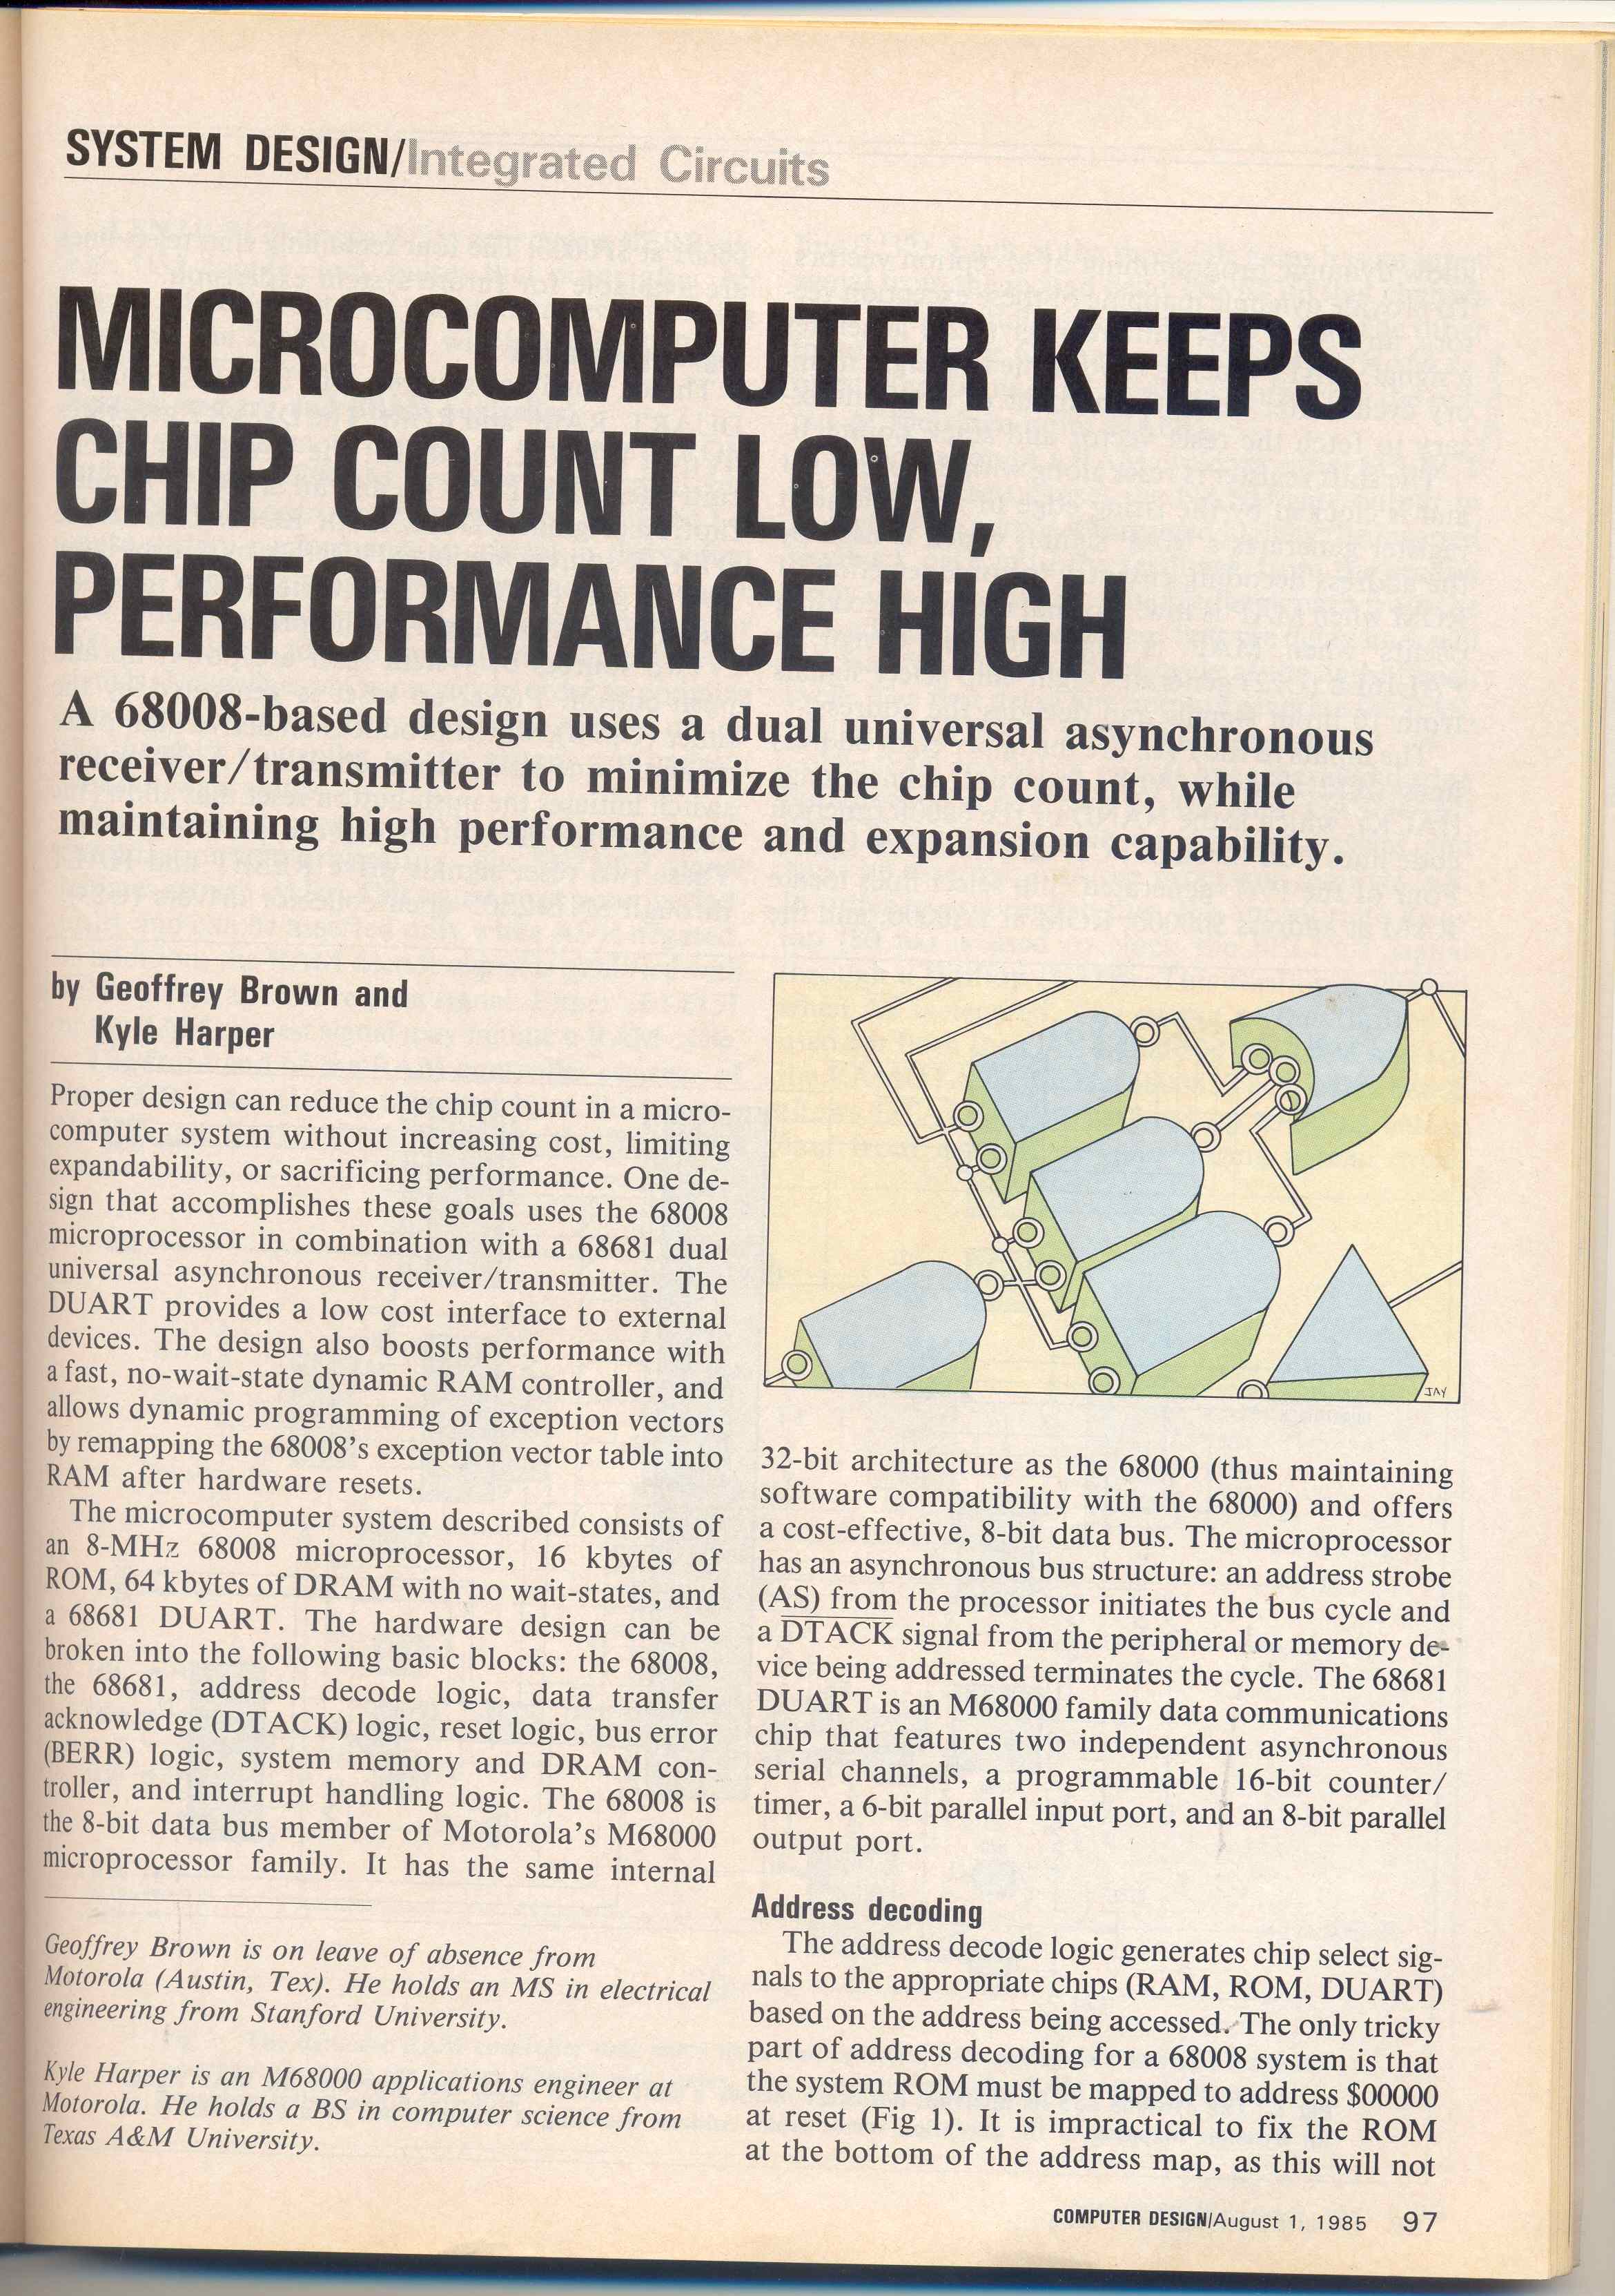 SYSTEM DESIGN/Integrated Circuits
MICROCOMPUTER KEEPS
CHIP COUNT LOW,
PERFORMANCE HIGH
A 68008-based design uses a dual universal asynchronous
receiver/transmitter to minimize the chip count, while
maintaining high performance and expansion capability.
by Geoffrey Brown and
Kyle Harper
Proper design can reduce the chip count in a micro-
computer system without increasing cost, limiting
expandability, or sacrificing performance. One de-
sign that accomplishes these goals uses the 68008
microprocessor in combination with a 68681 dual
universal asynchronous receiver/transmitter. The
DUART provides a low cost interface to external
devices. The design also boosts performance with
a fast, no-wait-state dynamic RAM controller, and
allows dynamic programming of exception vectors
by remapping the 68008's exception vector table into
RAM after hardware resets.
The microcomputer system described consists of
an 8-MHz 68008 microprocessor, 16 kbytes of
ROM, 64 kbytes of DRAM with no wait-states, and
a 68681 DUART. The hardware design can be
broken into the following basic blocks: the 68008,
the 68681, address decode logic, data transfer
acknowledge (DTACK) logic, reset logic, bus error
(BERR) logic, system memory and DRAM con-
troller, and interrupt handling logic. The 68008 is
the 8-bit data bus member of Motorola's M68000
microprocessor family. It has the same internal
Geoffrey Brown is on leave of absence from
Motorola (Austin, Tex). He holds an MS in electrical
engineering from Stanford University.
Kyle Harper is an M68000 applications engineer at
Motorola. He holds a BS in computer science from
Texas A&M University.
JAY
32-bit architecture as the 68000 (thus maintaining
software compatibility with the 68000) and offers
a cost-effective, 8-bit data bus. The microprocessor
has an asynchronous bus structure: an address strobe
(AS) from the processor initiates the bus cycle and
a DTACK signal from the peripheral or memory de-
vice being addressed terminates the cycle. The 68681
DUART is an M68000 family data communications
chip that features two independent asynchronous
serial channels, a programmable 16-bit counter/
timer, a 6-bit parallel input port, and an 8-bit parallel
output port.
Address decoding
The address decode logic generates chip select sig-
nals to the appropriate chips (RAM, ROM, DUART)
based on the address being accessed. The only tricky
part of address decoding for a 68008 system is that
the system ROM must be mapped to address $00000
at reset (Fig 1). It is impractical to fix the ROM
at the bottom of the address map, as this will not
COMPUTER DESIGN/August 1, 1985 97